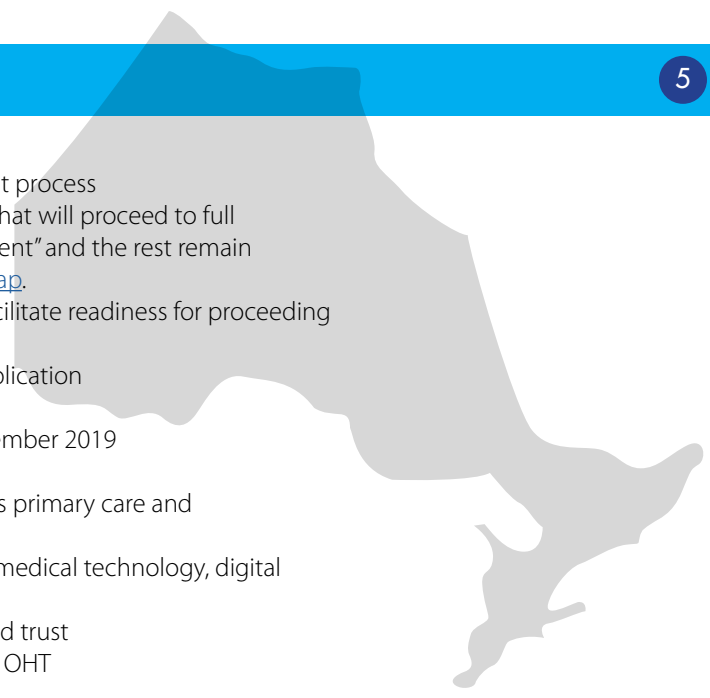 5
t process
hat will proceed to full
ent” and the rest remain
ap.
cilitate readiness for proceeding
plication
ember 2019
s primary care and
medical technology, digital
d trust
OHT